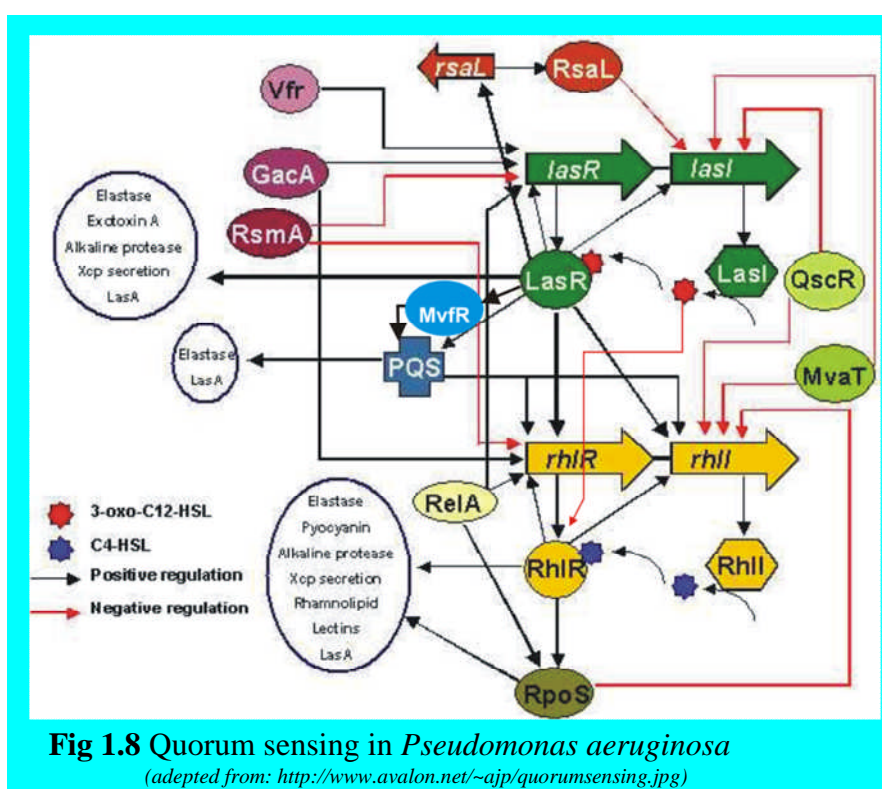 rsaL
RsaL
Vfr
GacA
RsmA
lasR
lasI
Elastase
Exotoxin A
Alkaline protease
Xcp secretion
LasA
LasR
LasI
QscR
MvfR
Elastase
LasA
PQS
MvaT
rhlR
rhlI
RelA
3-oxo-C12-HSL
C4-HSL
Positive regulation
Negative regulation
Elastase
Pyocyanin
Alkaline protease
Xcp secretion
Rhamnolipid
Lectins
LasA
RhlR
RhlI
RpoS
Fig 1.8 Quorum sensing in Pseudomonas aeruginosa
(adepted from: http://www.avalon.net/~ajp/quorumsensing.jpg)